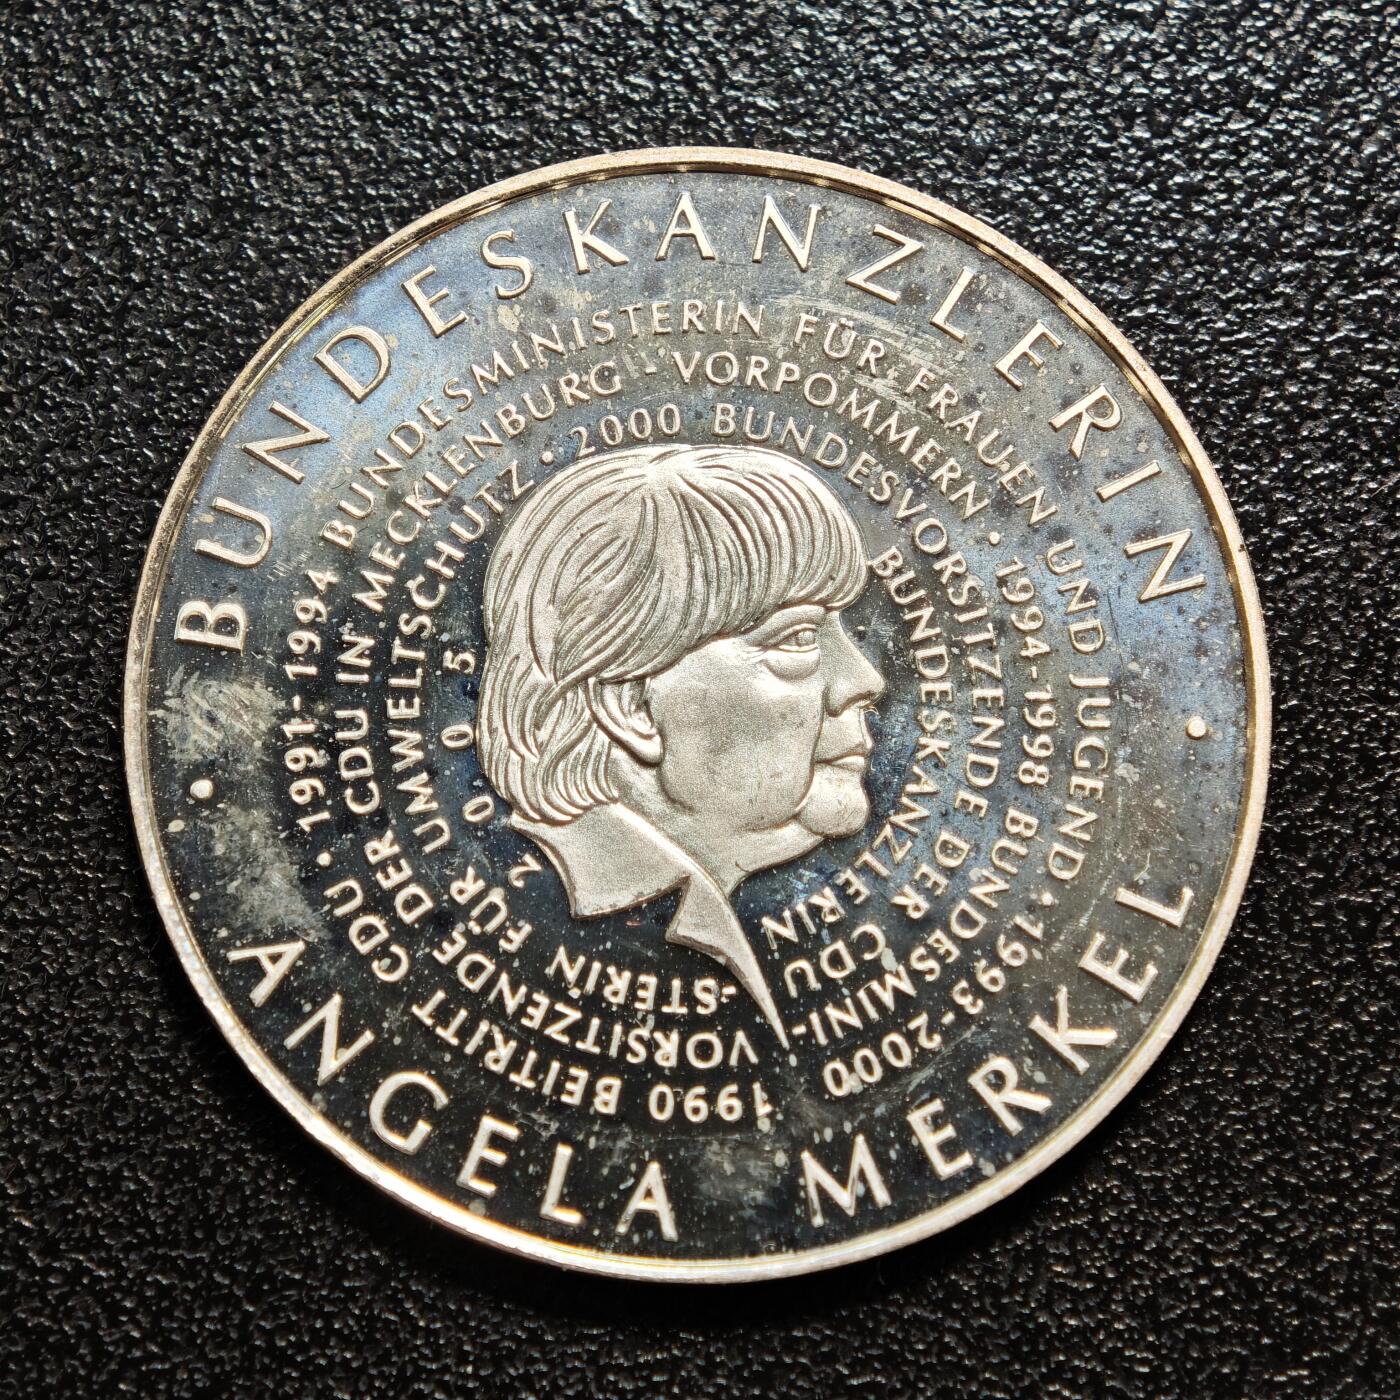 BUNDESKANZLERIN
· ANGELA MERKEL ·
1990 BEITRITT CDU · 1991-1994 BUNDESMINISTERIN FÜR FRAUEN UND JUGEND · 1993-2000
VORSITZENDE DER CDU IN MECKLENBURG - VORPOMMERN · 1994-1998 BUNDESMINI-
-STERIN FÜR UMWELTSCHUTZ · 2000 BUNDESVORSITZENDE DER CDU
2005 BUNDESKANZLERIN